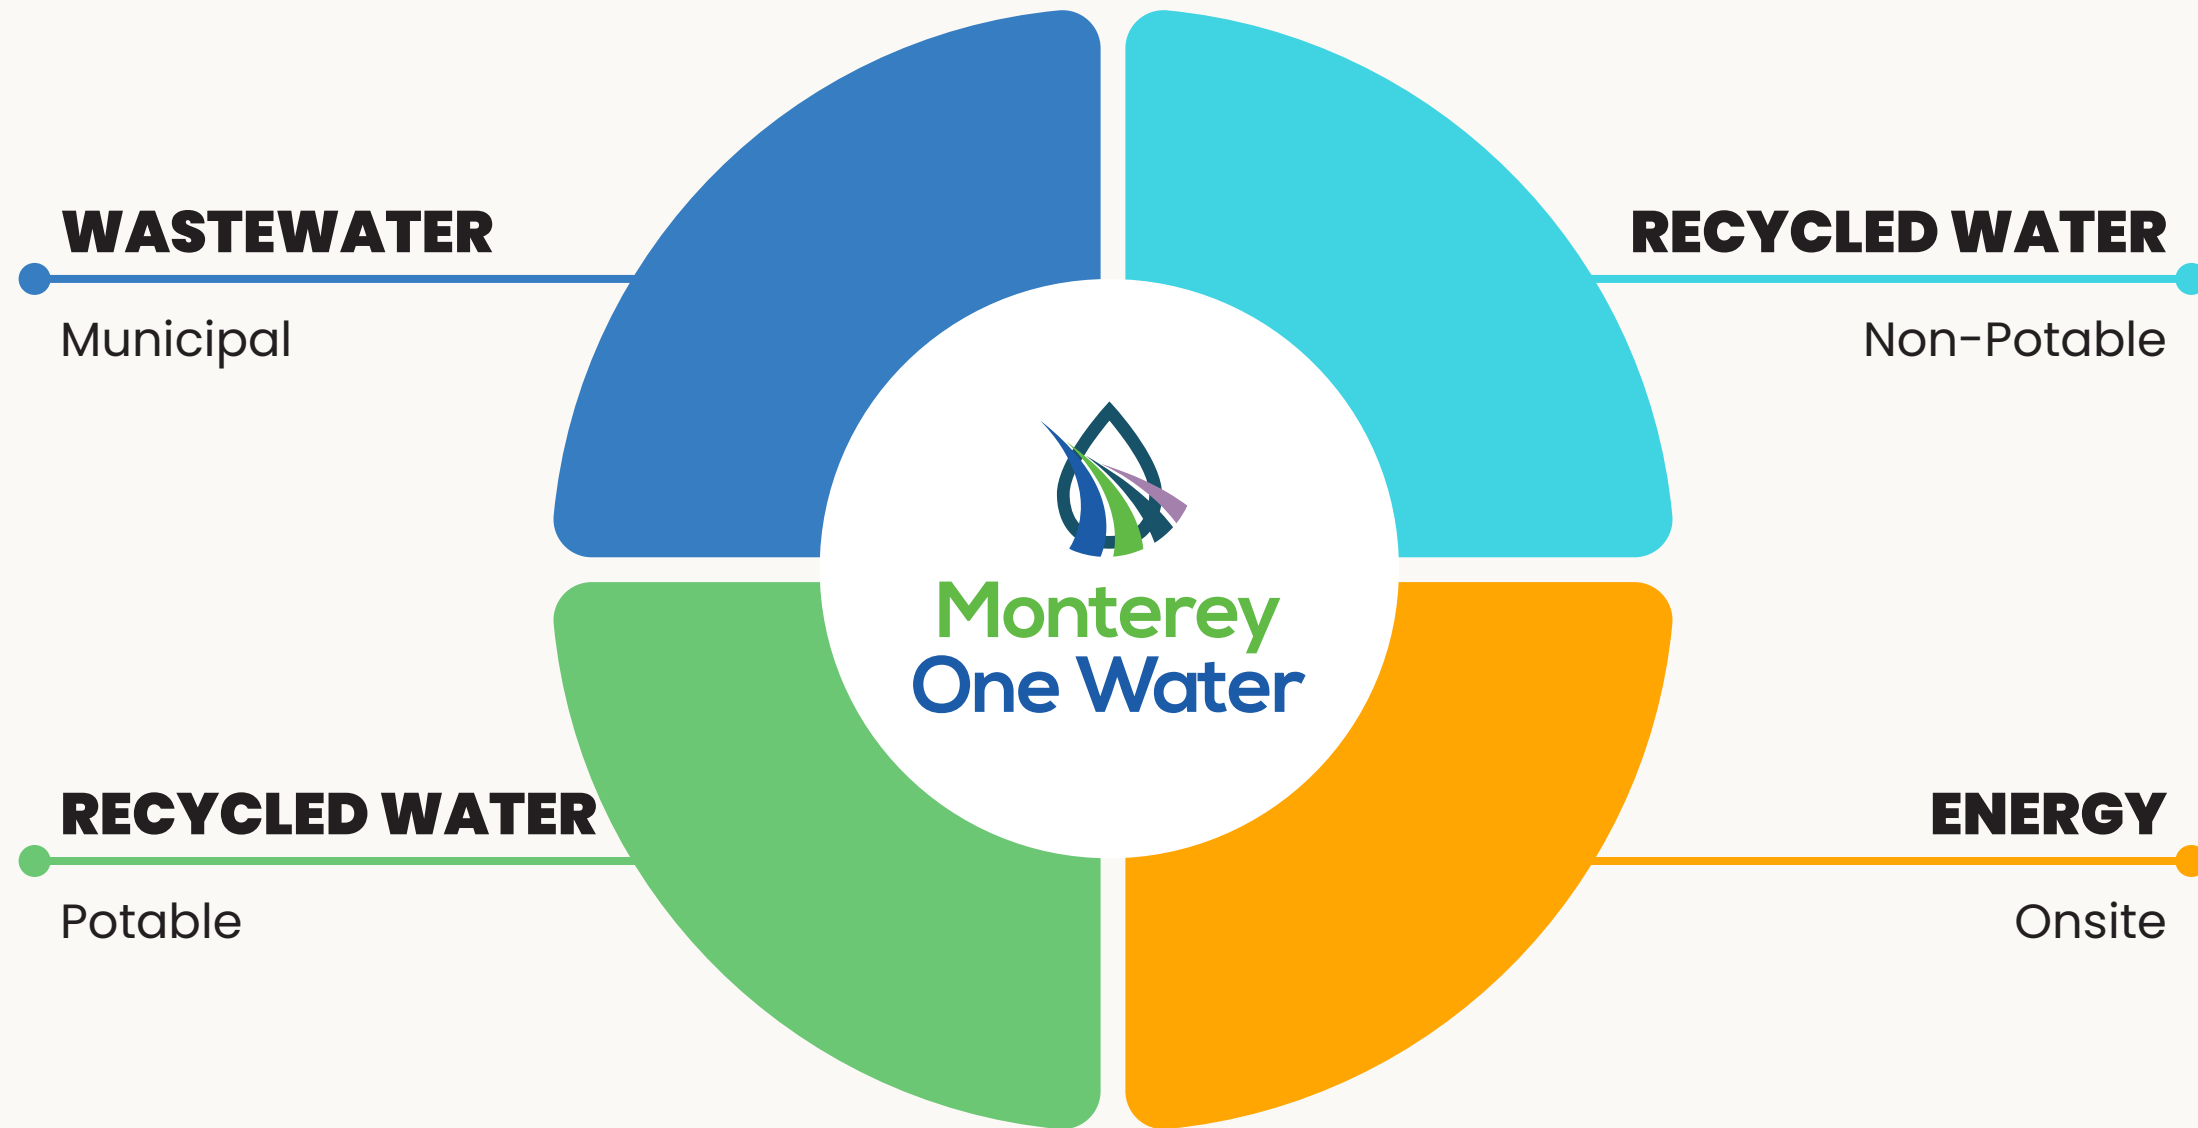 WASTEWATER
Municipal
RECYCLED WATER
Non-Potable
Monterey
One Water
RECYCLED WATER
Potable
ENERGY
Onsite